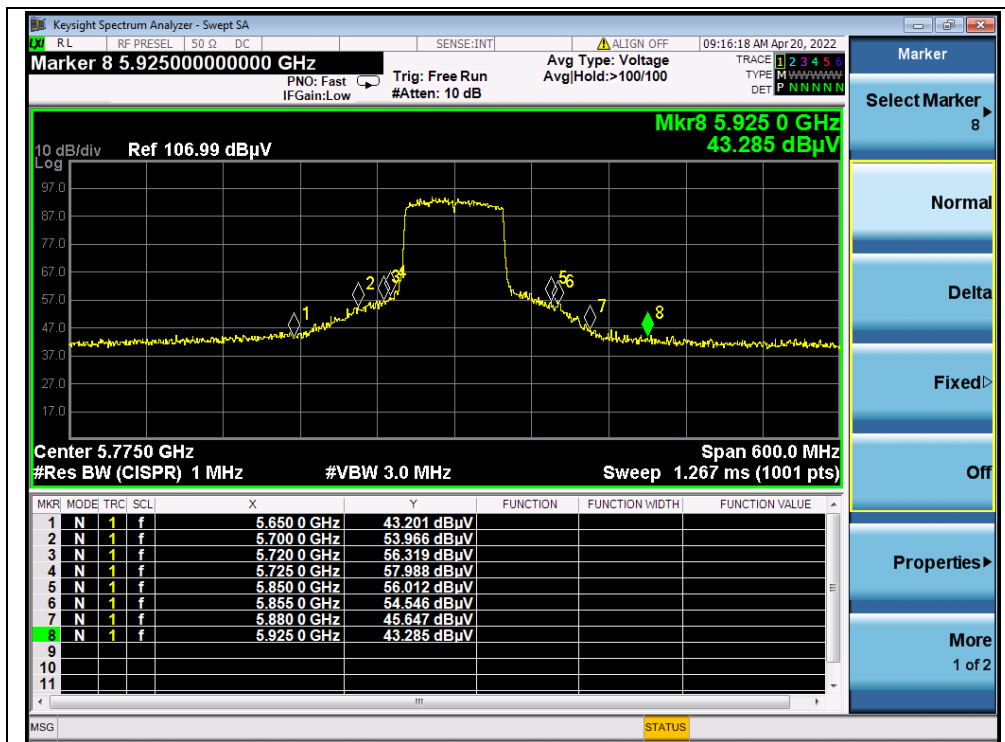 Keysight Spectrum Analyzer - Swept SA
LXI RL RF PRESEL 50 Ω DC SENSE:INT ALIGN OFF 09:16:18 AM Apr 20, 2022
Marker 8 5.925000000000 GHz
PNO: Fast
IFGain:Low
Trig: Free Run
#Atten: 10 dB
Avg Type: Voltage
Avg|Hold:>100/100
TRACE 1 2 3 4 5 6
TYPE M WWWWW
DET P N N N N N
Mkr8 5.925 0 GHz
43.285 dBµV
10 dB/div Ref 106.99 dBµV
Log
97.0
87.0
77.0
67.0
57.0
47.0
37.0
27.0
17.0
1 2 3 4 5 6 7 8
Center 5.7750 GHz Span 600.0 MHz
#Res BW (CISPR) 1 MHz #VBW 3.0 MHz Sweep 1.267 ms (1001 pts)
MKR MODE TRC SCL X Y FUNCTION FUNCTION WIDTH FUNCTION VALUE
1 N 1 f 5.650 0 GHz 43.201 dBµV
2 N 1 f 5.700 0 GHz 53.966 dBµV
3 N 1 f 5.720 0 GHz 56.319 dBµV
4 N 1 f 5.725 0 GHz 57.988 dBµV
5 N 1 f 5.850 0 GHz 56.012 dBµV
6 N 1 f 5.855 0 GHz 54.546 dBµV
7 N 1 f 5.880 0 GHz 45.647 dBµV
8 N 1 f 5.925 0 GHz 43.285 dBµV
9
10
11
MSG STATUS
Marker
Select Marker
8
Normal
Delta
Fixed
Off
Properties
More
1 of 2